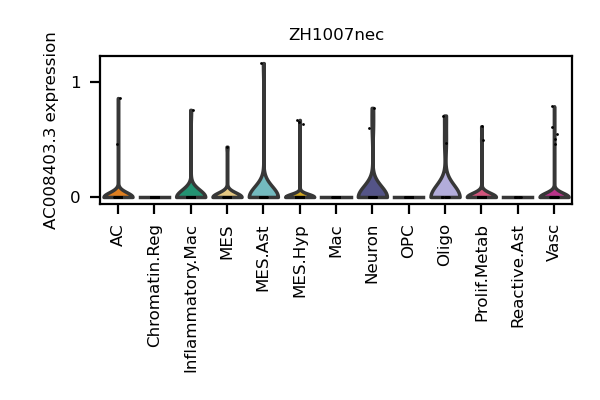 ZH1007nec
AC008403.3 expression
1
0
AC
Chromatin.Reg
Inflammatory.Mac
MES
MES.Ast
MES.Hyp
Mac
Neuron
OPC
Oligo
Prolif.Metab
Reactive.Ast
Vasc